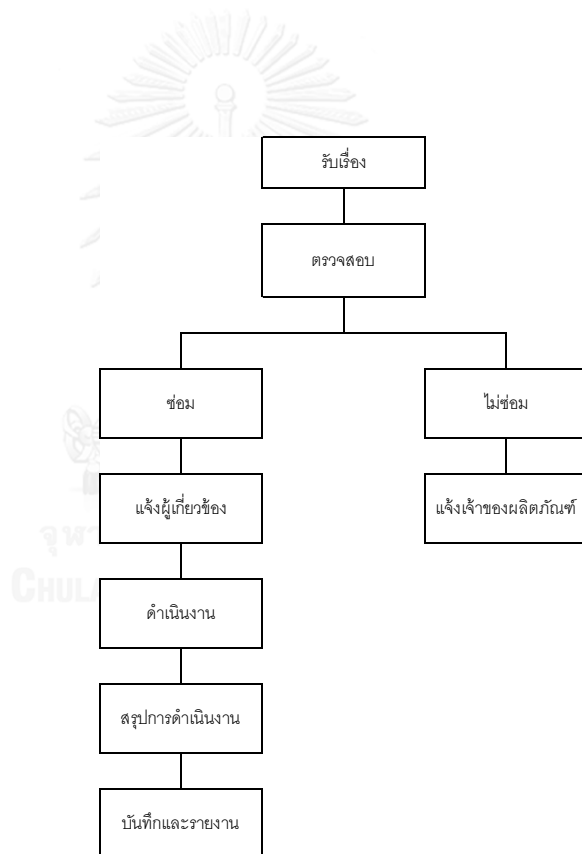 รับเรื่อง
ตรวจสอบ
ซ่อม
ไม่ซ่อม
แจ้งผู้เกี่ยวข้อง
แจ้งเจ้าของผลิตภัณฑ์
ดำเนินงาน
สรุปการดำเนินงาน
บันทึกและรายงาน